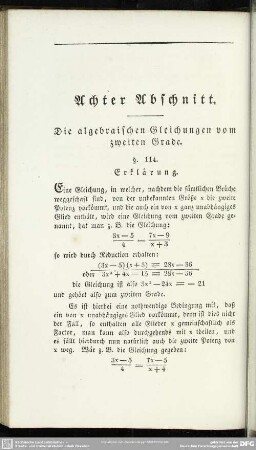 Achter Abschnitt.
Die algebraischen Gleichungen vom
zweiten Grade.
§. 114.
Erklärung.
Eine Gleichung, in welcher, nachdem die sämtlichen Brüche
weggeschafft sind, von der unbekannten Größe x die zweite
Potenz vorkömmt, und die auch ein von x ganz unabhängiges
Glied enthält, wird eine Gleichung vom zweiten Grade ge-
nannt, hat man z. B. die Gleichung:
3x — 5 / 4 = 7x — 9 / x + 3
so wird durch Reduction erhalten:
(3x — 5) (x + 3) = 28x — 36
oder 3x² + 4x — 15 = 28x — 36
die Gleichung ist also 3x² — 24x = — 21
und gehört also zum zweiten Grade.
Es ist hierbei eine nothwendige Bedingung mit, daß
ein von x unabhängiges Glied vorkömmt, denn ist dies nicht
der Fall, so enthalten alle Glieder x gemeinschaftlich als
Factor, man kann also durchgehends mit x theilen, und
es fällt hierdurch nun natürlich auch die zweite Potenz von
x weg. Wär z. B. die Gleichung gegeben:
3x — 5 / 4 = 7x — 5 / x + 4